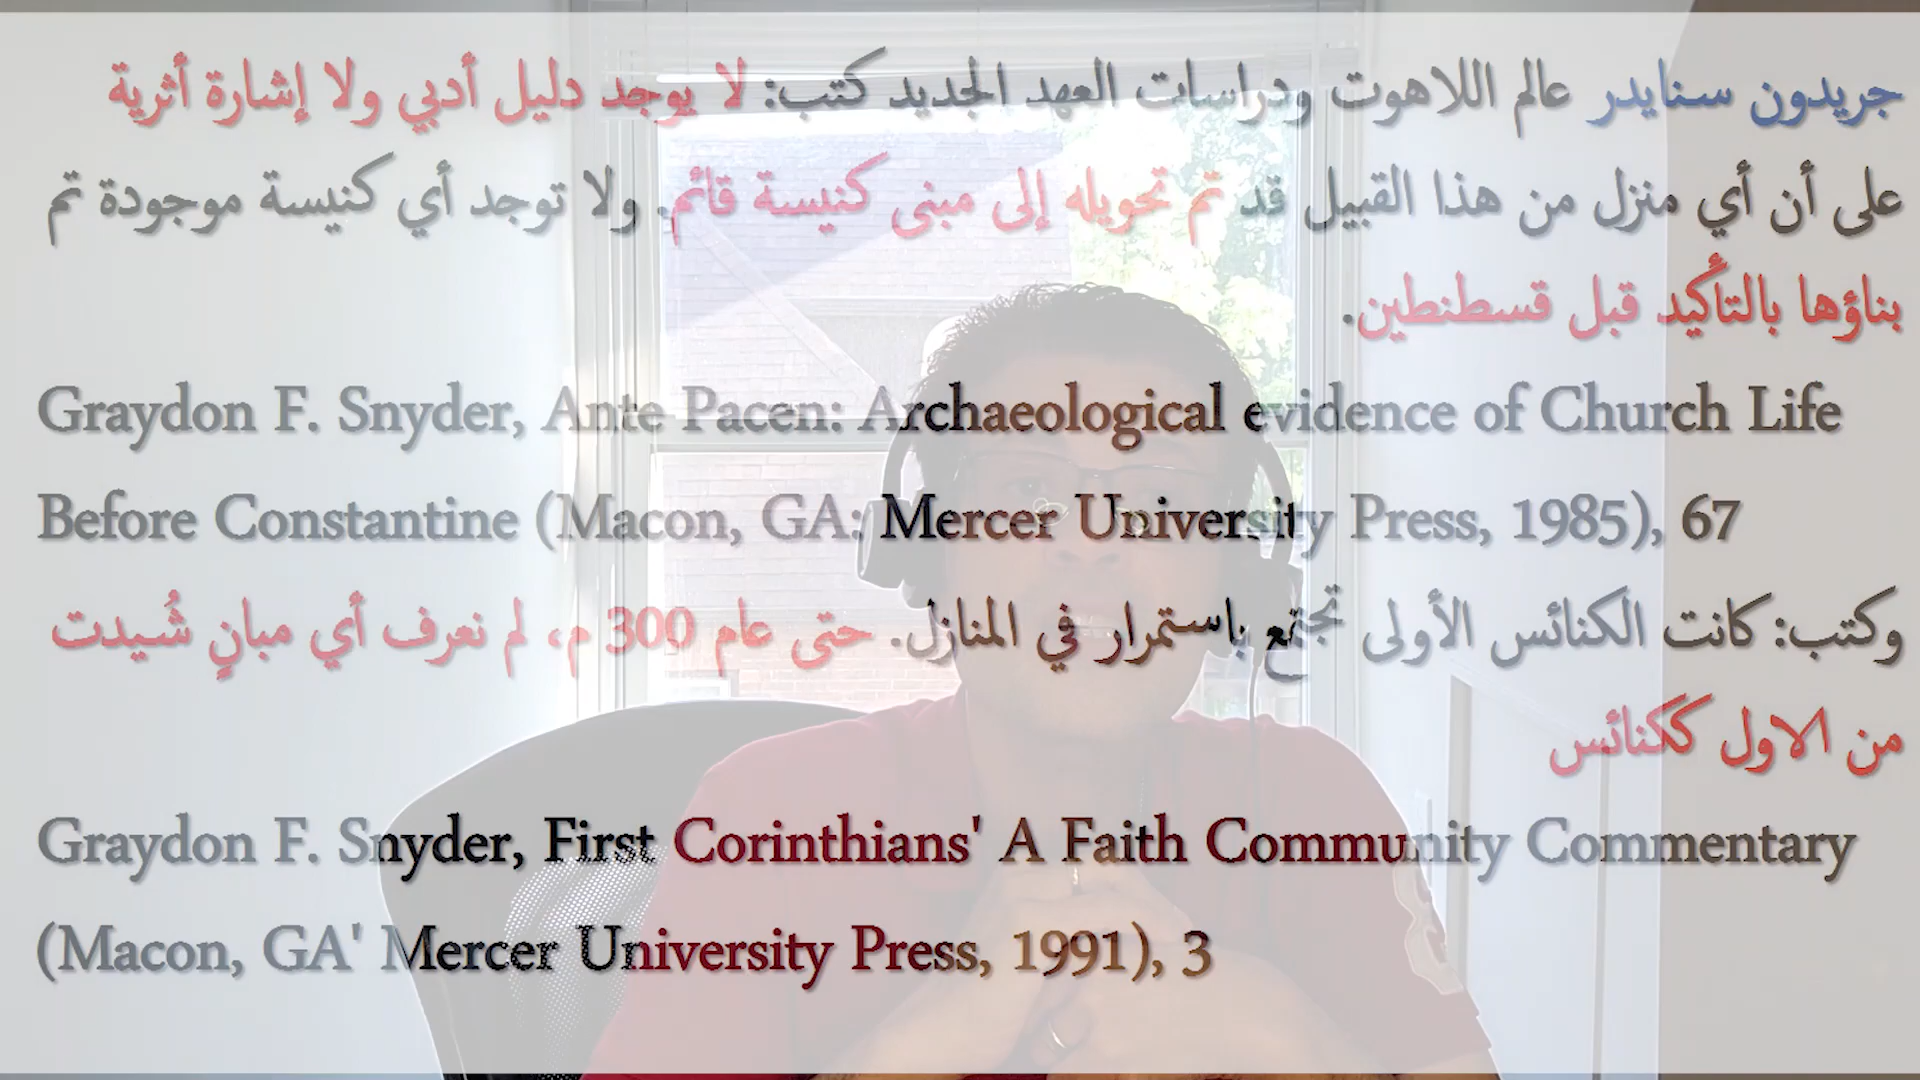 جريدون سنايدر عالم اللاهوت ودراسات العهد الجديد كتب: لا يوجد دليل أدبي ولا إشارة أثرية
على أن أي منزل من هذا القبيل قد تم تحويله إلى مبنى كنيسة قائم. ولا توجد أي كنيسة موجودة تم
بناؤها بالتأكيد قبل قسطنطين.
Graydon F. Snyder, Ante Pacen: Archaeological evidence of Church Life
Before Constantine (Macon, GA: Mercer University Press, 1985), 67
وكتب: كانت الكنائس الأولى تجتمع باستمرار في المنازل. حتى عام 300 م، لم نعرف أي مبانٍ شُيدت
من الاول ككنائس
Graydon F. Snyder, First Corinthians' A Faith Community Commentary
(Macon, GA' Mercer University Press, 1991), 3